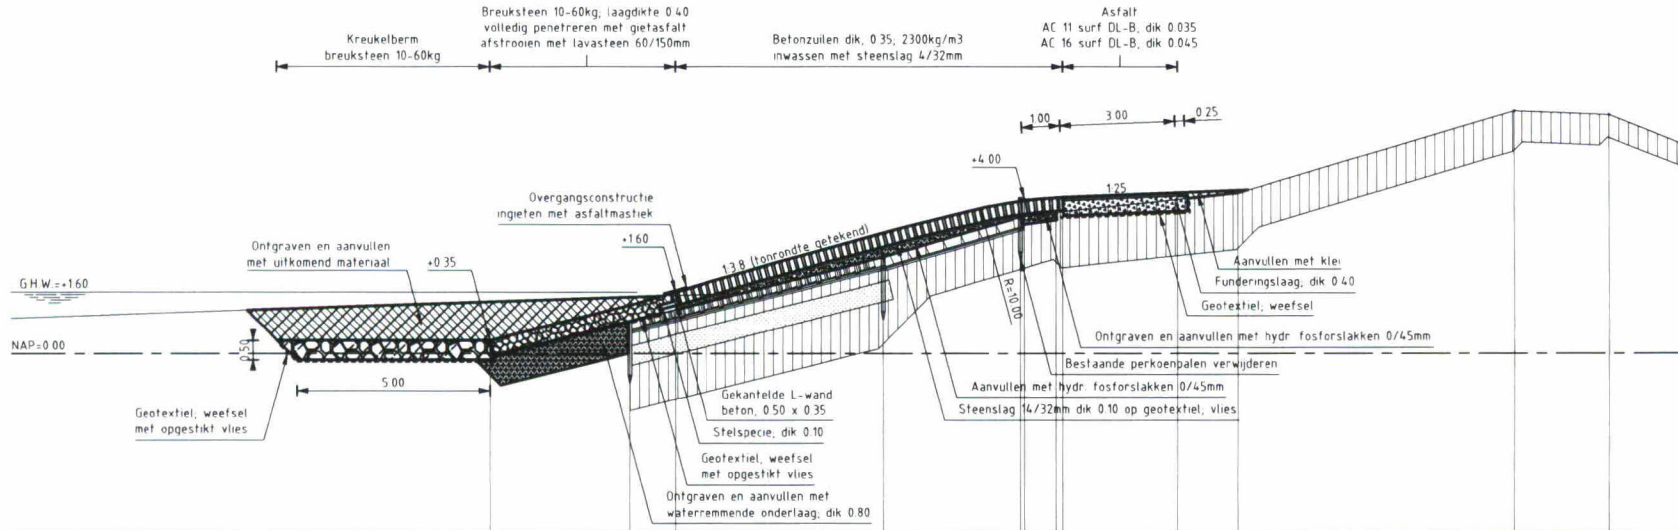 Kreukelberm
breuksteen 10-60kg
Breuksteen 10-60kg; laagdikte 0.40
volledig penetreren met gietasfalt
afstrooien met lavasteen 60/150mm
Betonzuilen dik, 0.35; 2300kg/m3
inwassen met steenslag 4/32mm
Asfalt
AC 11 surf DL-B, dik 0.035
AC 16 surf DL-B, dik 0.045
1.00
3.00
0.25
+4.00
1:25
Overgangsconstructie
ingieten met asfaltmastiek
+1.60
1:3.8 (tonrondte getekend)
Ontgraven en aanvullen
met uitkomend materiaal
+0.35
G.H.W.=+1.60
NAP=0.00
0.50
5.00
Geotextiel; weefsel
met opgestikt vlies
R=10.00
Aanvullen met klei
Funderingslaag; dik 0.40
Geotextiel; weefsel
Ontgraven en aanvullen met hydr. fosforslakken 0/45mm
Bestaande perkoenpalen verwijderen
Aanvullen met hydr. fosforslakken 0/45mm
Steenslag 14/32mm dik 0.10 op geotextiel; vlies
Gekantelde L-wand
beton, 0.50 x 0.35
Stelspecie; dik 0.10
Geotextiel; weefsel
met opgestikt vlies
Ontgraven en aanvullen met
waterremmende onderlaag; dik 0.80